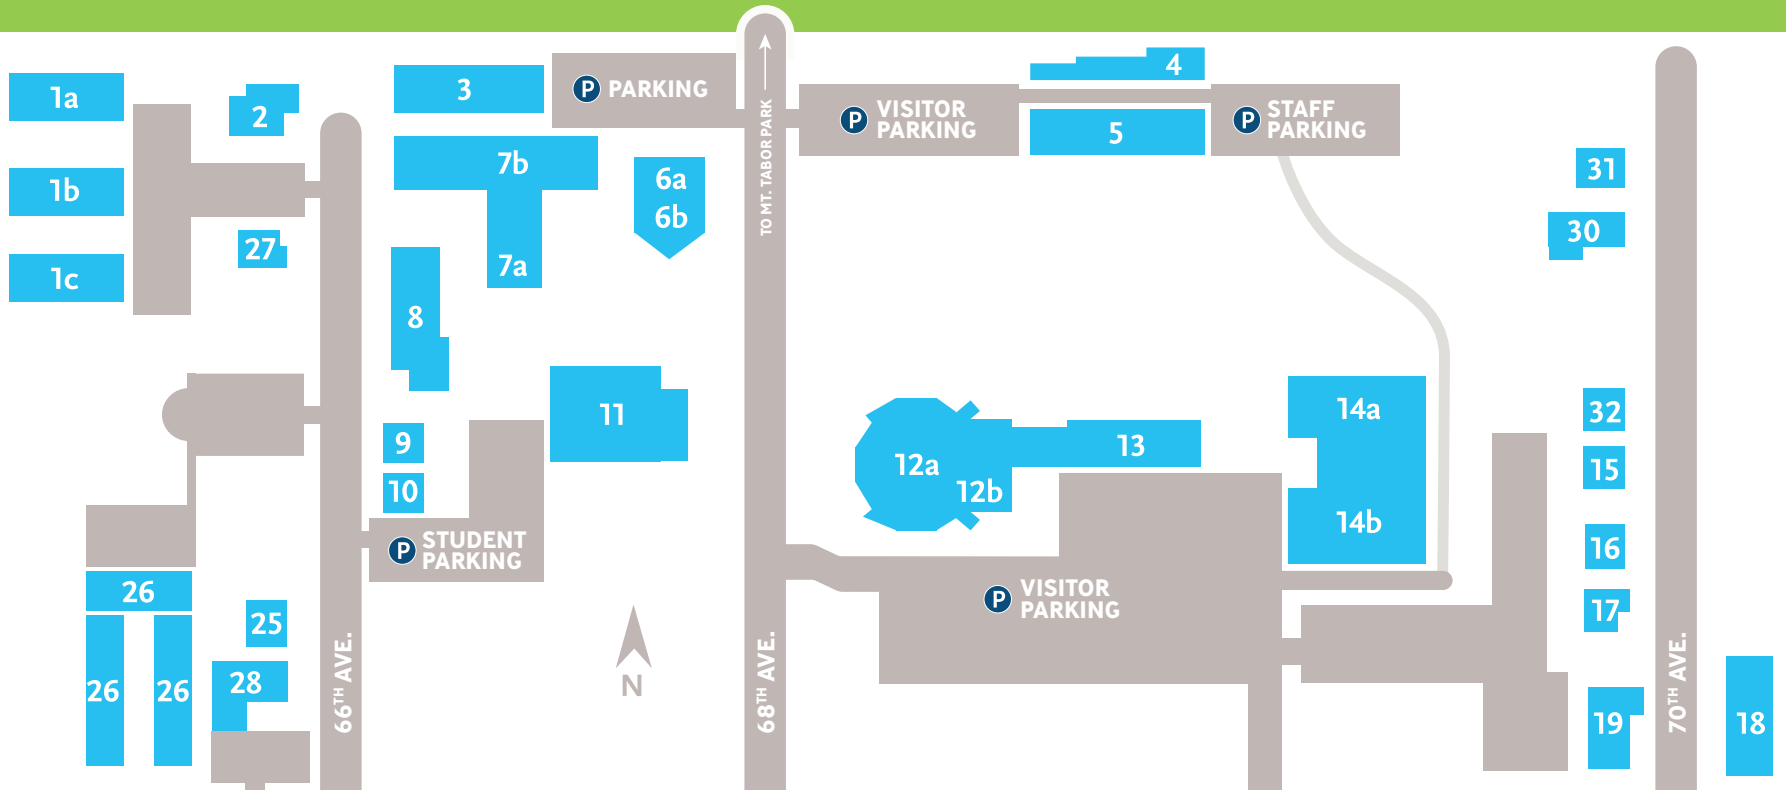 1a
2
3
P PARKING
TO MT. TABOR PARK
P VISITOR
PARKING
4
5
P STAFF
PARKING
1b
7b
6a
6b
31
30
27
1c
7a
8
11
9
10
P STUDENT
PARKING
12a
12b
13
14a
14b
32
15
16
17
26
26
26
25
28
66TH AVE.
N
68TH AVE.
P VISITOR
PARKING
19
70TH AVE.
18